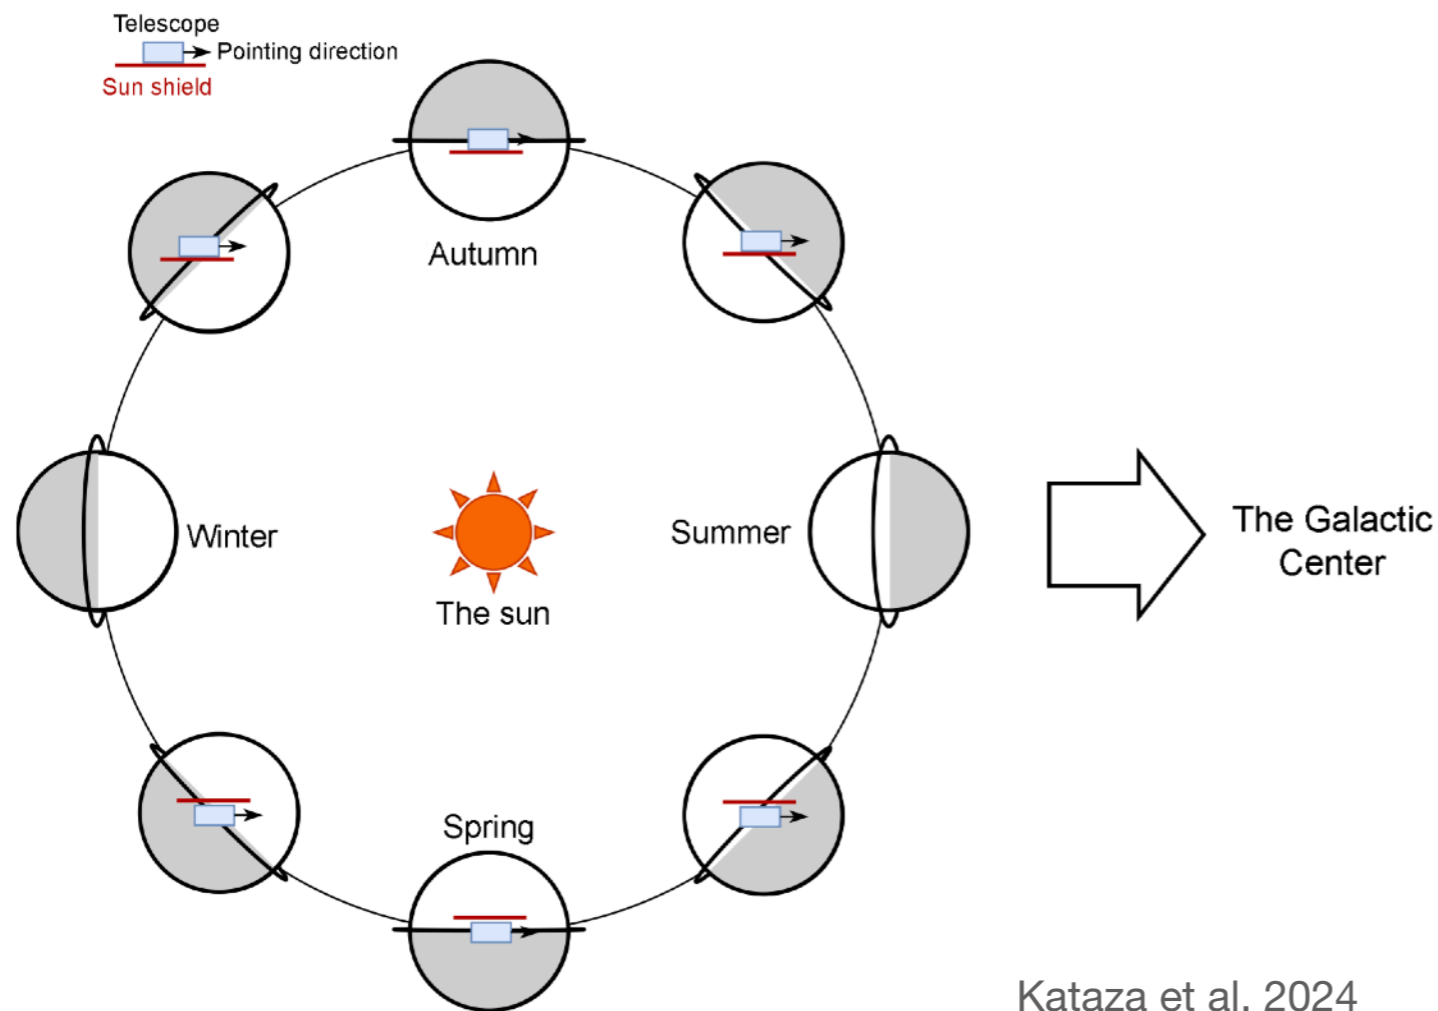 Telescope
Pointing direction
Sun shield
Autumn
Winter
Summer
The sun
The Galactic
Center
Spring
Kataza et al. 2024